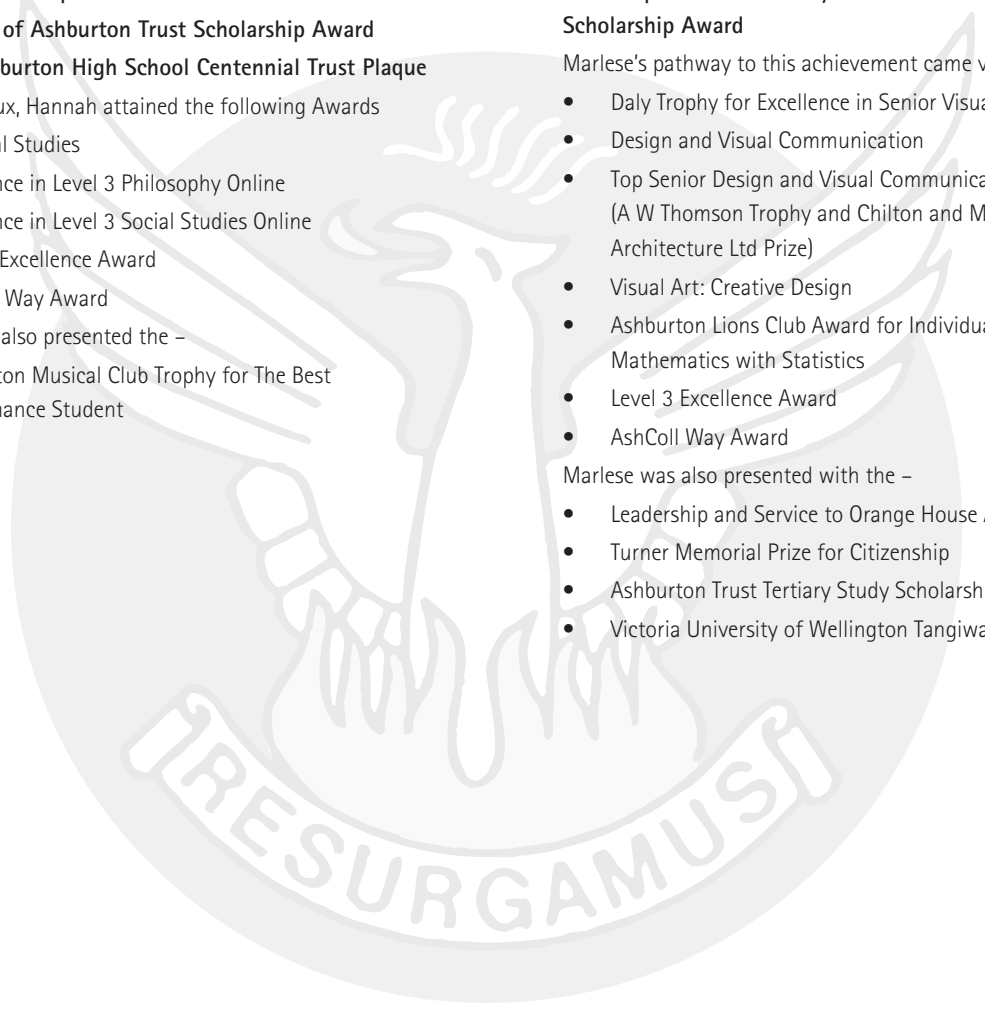 of Ashburton Trust Scholarship Award
burton High School Centennial Trust Plaque
ux, Hannah attained the following Awards
l Studies
nce in Level 3 Philosophy Online
nce in Level 3 Social Studies Online
Excellence Award
Way Award
also presented the –
ton Musical Club Trophy for The Best
nance Student
Scholarship Award
Marlese's pathway to this achievement came v
• Daly Trophy for Excellence in Senior Visua
• Design and Visual Communication
• Top Senior Design and Visual Communica
(A W Thomson Trophy and Chilton and M
Architecture Ltd Prize)
• Visual Art: Creative Design
• Ashburton Lions Club Award for Individua
Mathematics with Statistics
• Level 3 Excellence Award
• AshColl Way Award
Marlese was also presented with the –
• Leadership and Service to Orange House
• Turner Memorial Prize for Citizenship
• Ashburton Trust Tertiary Study Scholarsh
• Victoria University of Wellington Tangiwa
RESURGAMUS